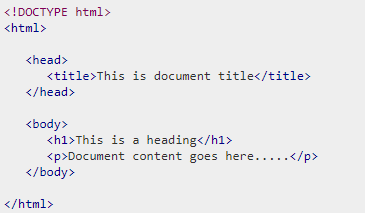 <!DOCTYPE html>
<html>
<head>
<title>This is document title</title>
</head>
<body>
<h1>This is a heading</h1>
<p>Document content goes here.....</p>
</body>
</html>